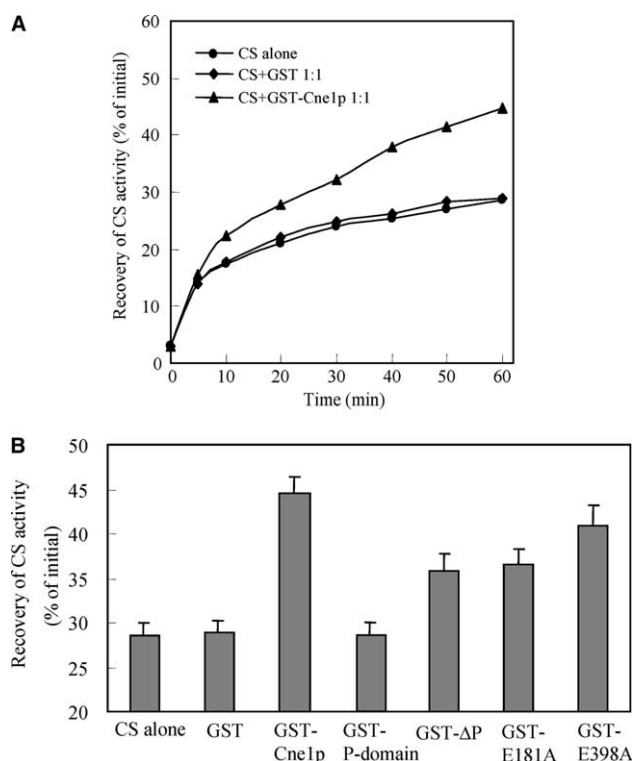 A
CS alone
CS+GST 1:1
CS+GST-Cne1p 1:1
Recovery of CS activity (% of initial)
60
50
40
30
20
10
0
0 10 20 30 40 50 60
Time (min)
B
Recovery of CS activity
(% of initial)
50
45
40
35
30
25
20
CS alone
GST
GST-
Cne1p
GST-
P-domain
GST-ΔP
GST-
E181A
GST-
E398A